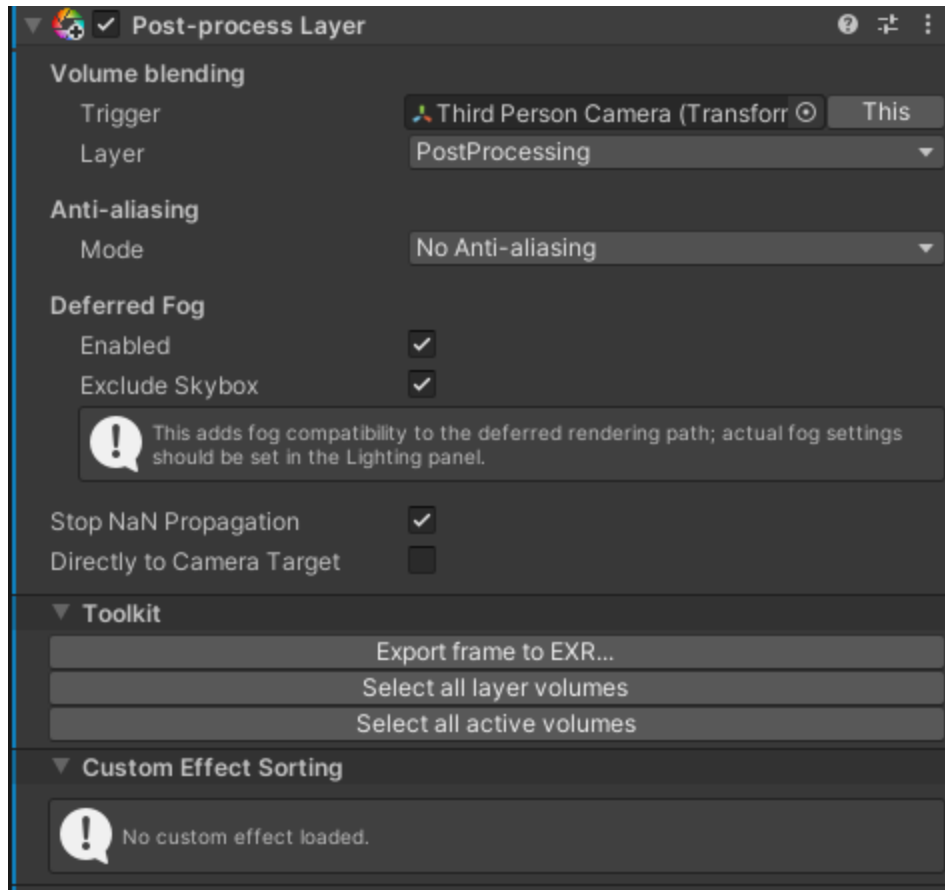 Post-process Layer
Volume blending
Trigger
Third Person Camera (Transforr
This
Layer
PostProcessing
Anti-aliasing
Mode
No Anti-aliasing
Deferred Fog
Enabled
Exclude Skybox
This adds fog compatibility to the deferred rendering path; actual fog settings
should be set in the Lighting panel.
Stop NaN Propagation
Directly to Camera Target
Toolkit
Export frame to EXR...
Select all layer volumes
Select all active volumes
Custom Effect Sorting
No custom effect loaded.